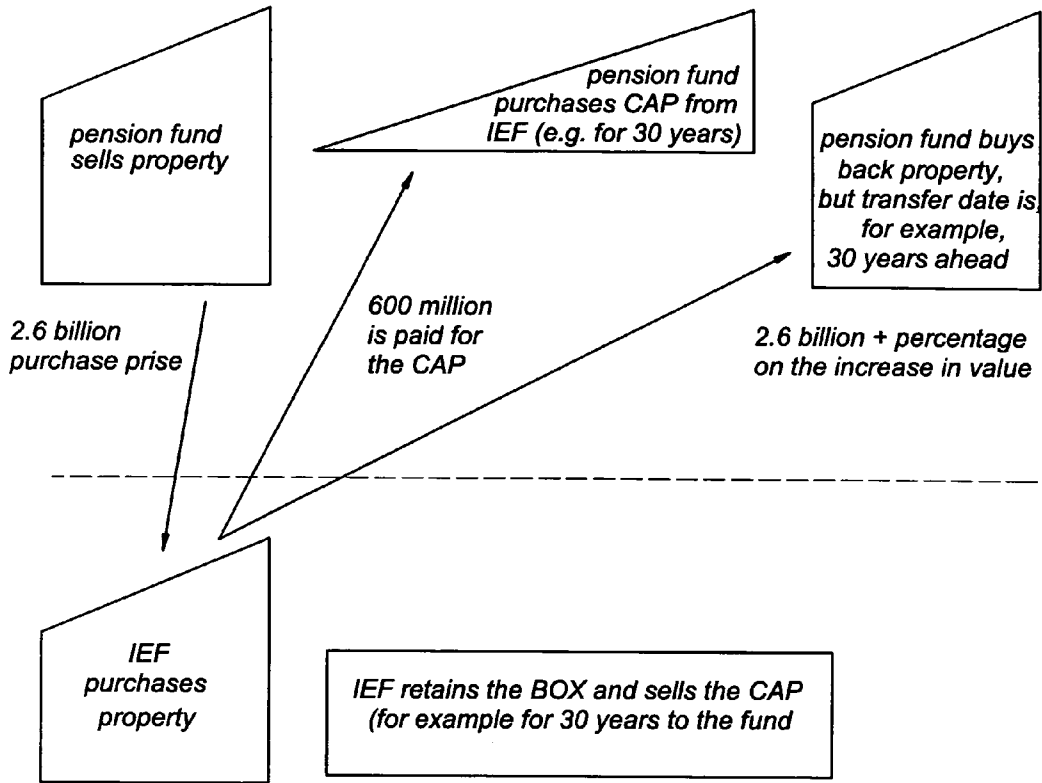 pension fund
sells property
pension fund
purchases CAP from
IEF (e.g. for 30 years)
pension fund buys
back property,
but transfer date is,
for example,
30 years ahead
2.6 billion
purchase prise
600 million
is paid for
the CAP
2.6 billion + percentage
on the increase in value
IEF
purchases
property
IEF retains the BOX and sells the CAP
(for example for 30 years to the fund